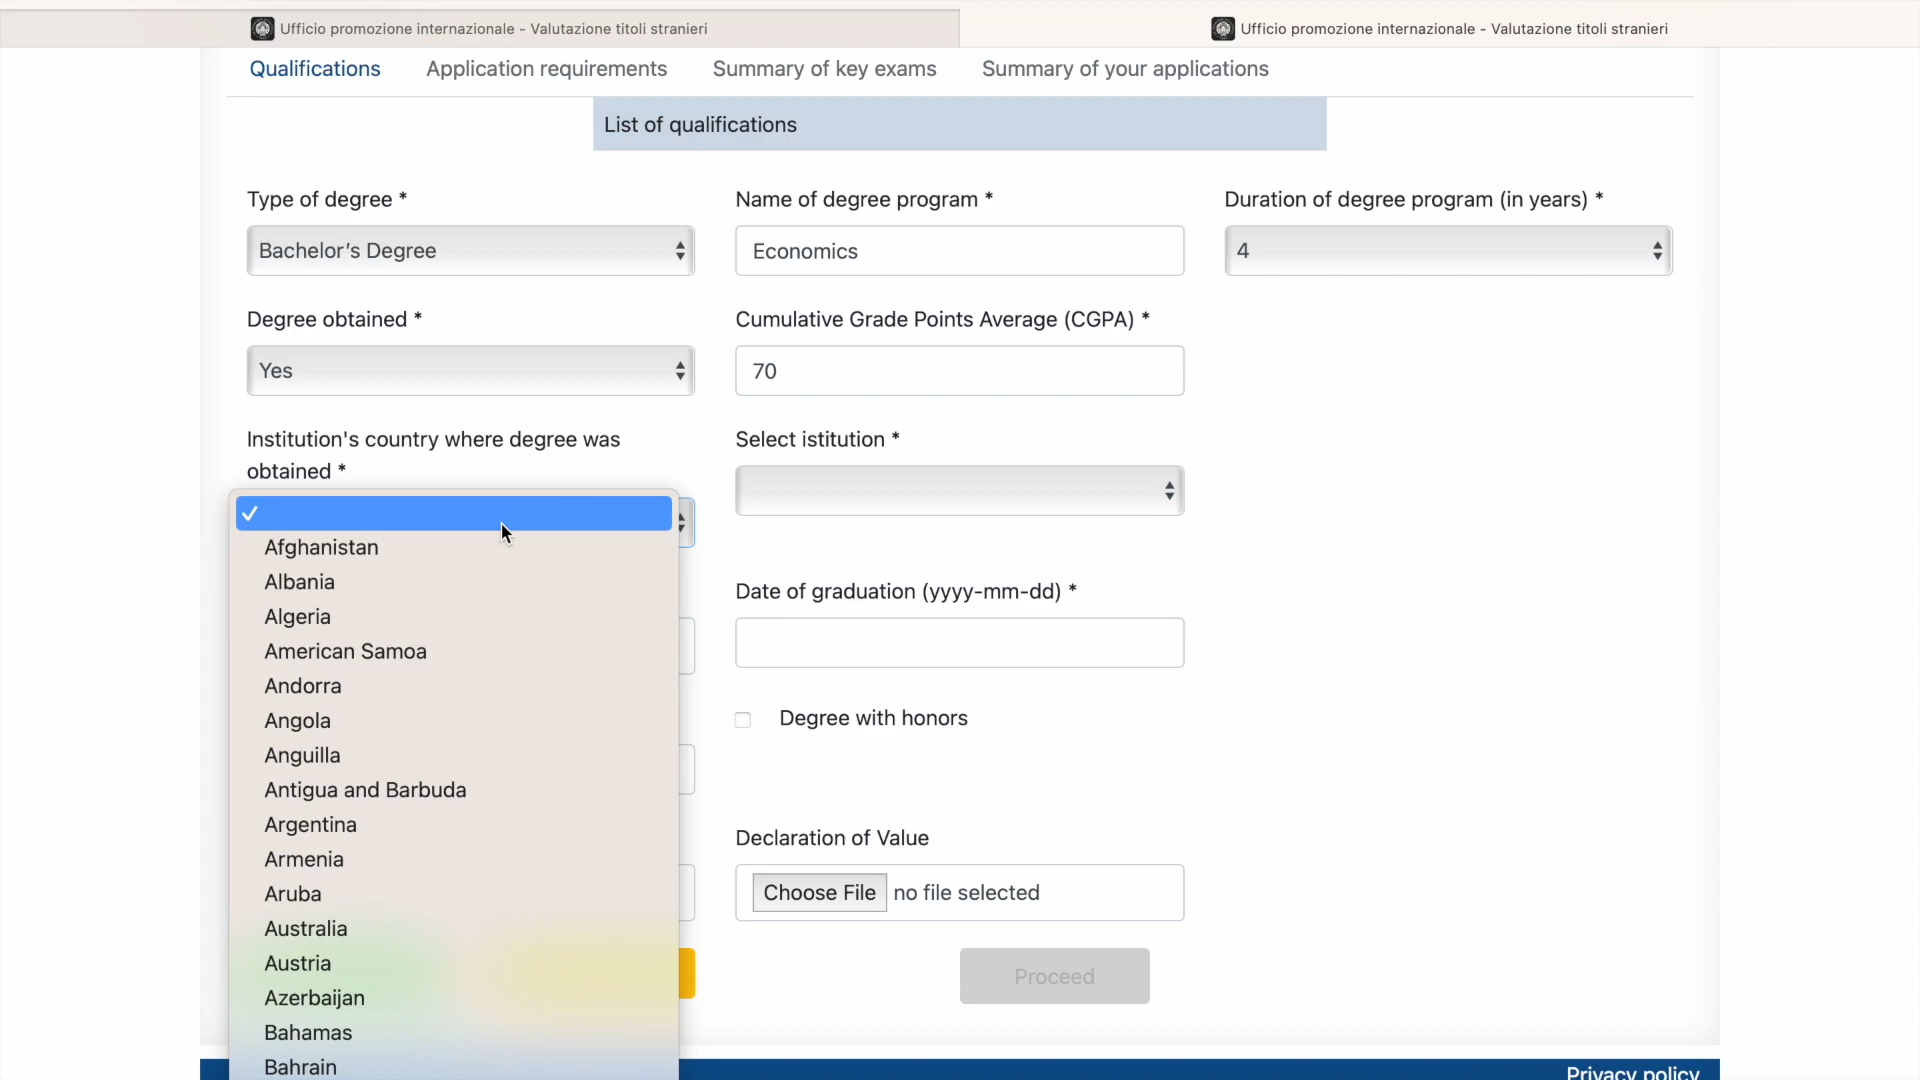 Ufficio promozione internazionale - Valutazione titoli stranieri
Ufficio promozione internazionale - Valutazione titoli stranieri
Qualifications
Application requirements
Summary of key exams
Summary of your applications
List of qualifications
Type of degree *
Name of degree program *
Duration of degree program (in years) *
Bachelor's Degree
Economics
4
Degree obtained *
Cumulative Grade Points Average (CGPA) *
Yes
70
Institution's country where degree was
obtained *
Select istitution *
Afghanistan
Albania
Algeria
American Samoa
Andorra
Angola
Anguilla
Antigua and Barbuda
Argentina
Armenia
Aruba
Australia
Austria
Azerbaijan
Bahamas
Bahrain
Date of graduation (yyyy-mm-dd) *
Degree with honors
Declaration of Value
Choose File no file selected
Proceed
Privacy policy